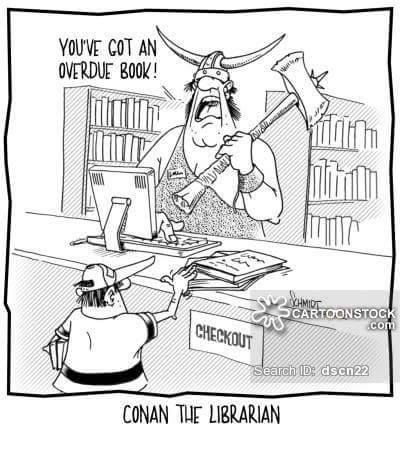 YOU'VE GOT AN
OVERDUE BOOK!
SCHMIDT
CHECKOUT
CARTOONSTOCK
.com
Search ID: dscn22
CONAN THE LIBRARIAN